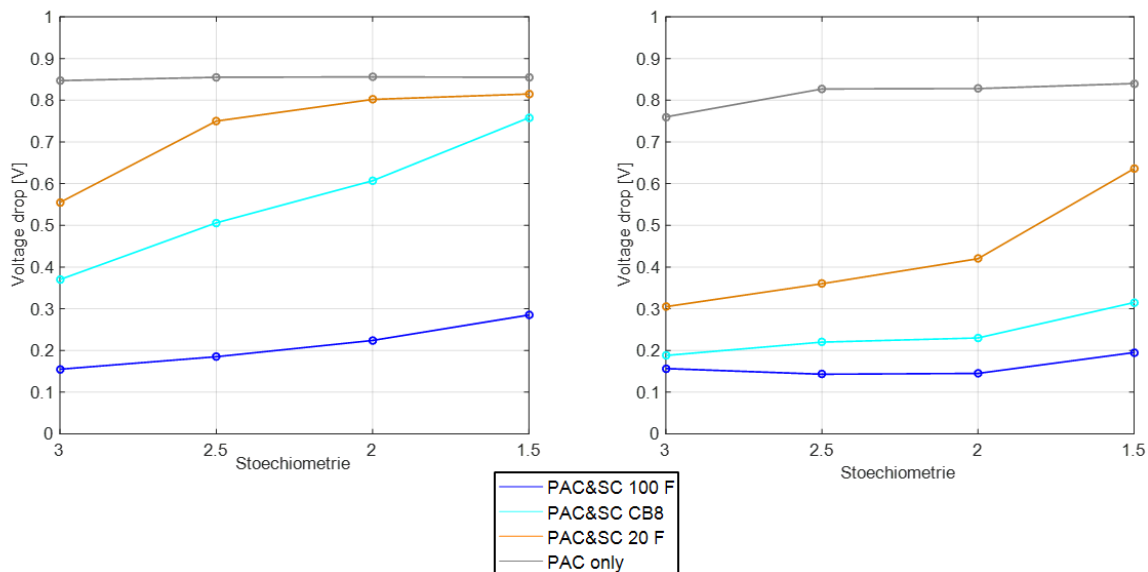 1
0.9
0.8
0.7
0.6
0.5
0.4
0.3
0.2
0.1
0
Voltage drop [V]
3 2.5 2 1.5
Stoechiometrie
1
0.9
0.8
0.7
0.6
0.5
0.4
0.3
0.2
0.1
0
Voltage drop [V]
3 2.5 2 1.5
Stoechiometrie
PAC&SC 100 F
PAC&SC CB8
PAC&SC 20 F
PAC only